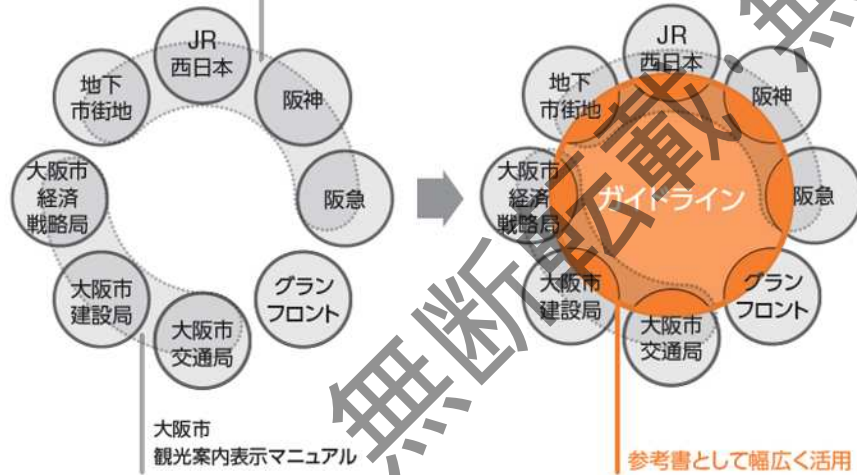 JR
西日本
地下
市街地
阪神
大阪市
経済
戦略局
阪急
大阪市
建設局
グラン
フロント
大阪市
交通局
大阪市
観光案内表示マニュアル
JR
西日本
地下
市街地
阪神
大阪市
経済
戦略局
ガイドライン
阪急
大阪市
建設局
グラン
フロント
大阪市
交通局
参考書として幅広く活用
無断転載・無